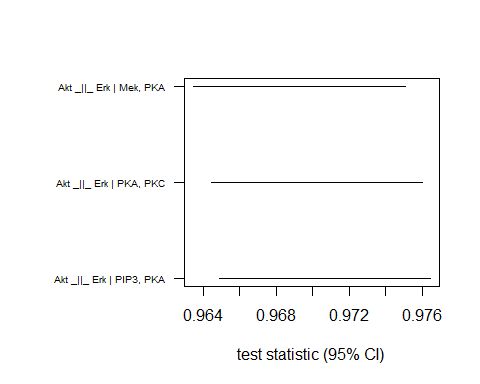 Akt _||_ Erk | Mek, PKA
Akt _||_ Erk | PKA, PKC
Akt _||_ Erk | PIP3, PKA
0.964 0.968 0.972 0.976
test statistic (95% CI)